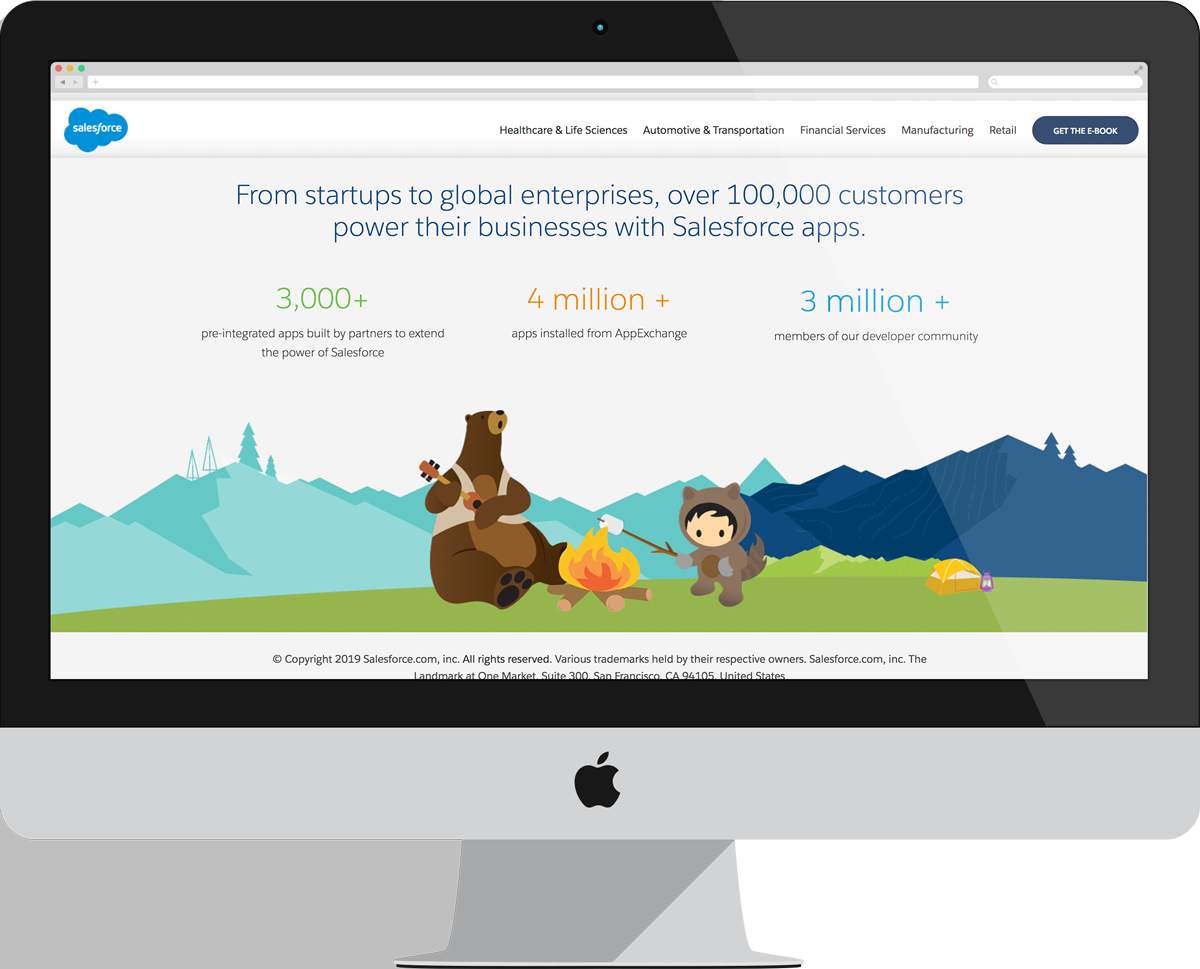 salesforce
Healthcare & Life Sciences Automotive & Transportation Financial Services Manufacturing Retail GET THE E-BOOK
From startups to global enterprises, over 100,000 customers
power their businesses with Salesforce apps.
3,000+
pre-integrated apps built by partners to extend
the power of Salesforce
4 million +
apps installed from AppExchange
3 million +
members of our developer community
© Copyright 2019 Salesforce.com, inc. All rights reserved. Various trademarks held by their respective owners. Salesforce.com, inc. The
Landmark at One Market, Suite 300, San Francisco, CA 94105, United States